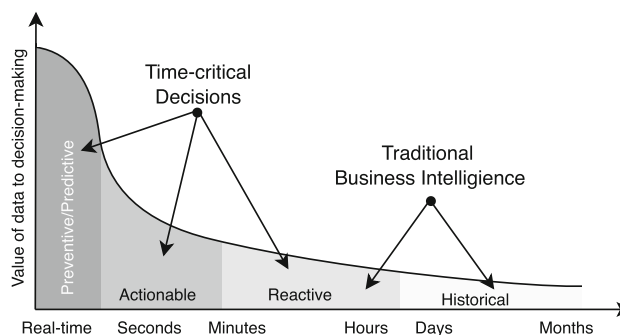 Value of data to decision-making
Time-critical
Decisions
Preventive/Predictive
Traditional
Business Intelligience
Actionable
Reactive
Historical
Real-time
Seconds
Minutes
Hours
Days
Months